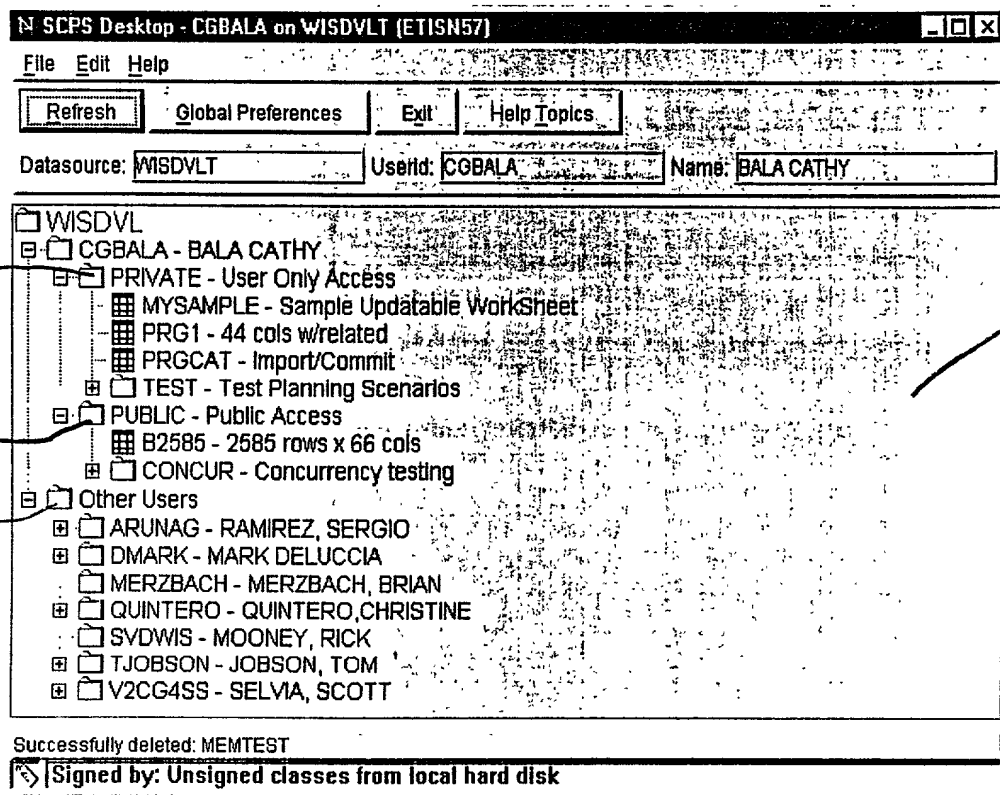 SCPS Desktop - CGBALA on WISDVLT (ETISN57)
File Edit Help
Refresh Global Preferences Exit Help Topics
Datasource: WISDVLT Userid: CGBALA Name: BALA CATHY
WISDVL
CGBALA - BALA CATHY
PRIVATE - User Only Access
MYSAMPLE - Sample Updatable WorkSheet
PRG1 - 44 cols w/related
PRGCAT - Import/Commit
TEST - Test Planning Scenarios
PUBLIC - Public Access
B2585 - 2585 rows x 66 cols
CONCUR - Concurrency testing
Other Users
ARUNAG - RAMIREZ, SERGIO
DMARK - MARK DELUCCIA
MERZBACH - MERZBACH, BRIAN
QUINTERO - QUINTERO,CHRISTINE
SVDWIS - MOONEY, RICK
TJOBSON - JOBSON, TOM
V2CG4SS - SELVIA, SCOTT
Successfully deleted: MEMTEST
Signed by: Unsigned classes from local hard disk